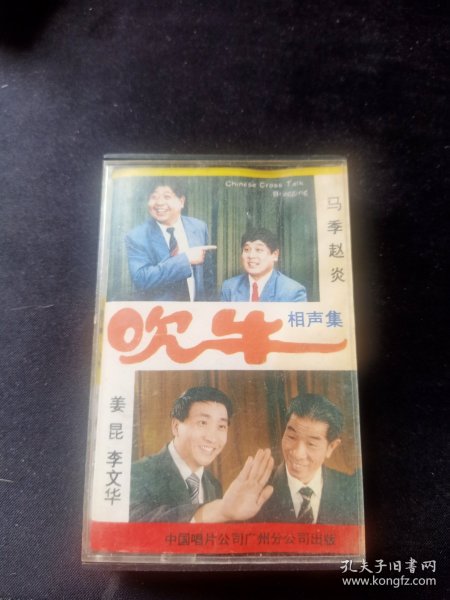 Chinese Cross Talk
Bragging
马季赵炎
吹牛
相声集
姜昆李文华
中国唱片公司广州分公司出版
孔夫子旧书网
www.kongfz.com